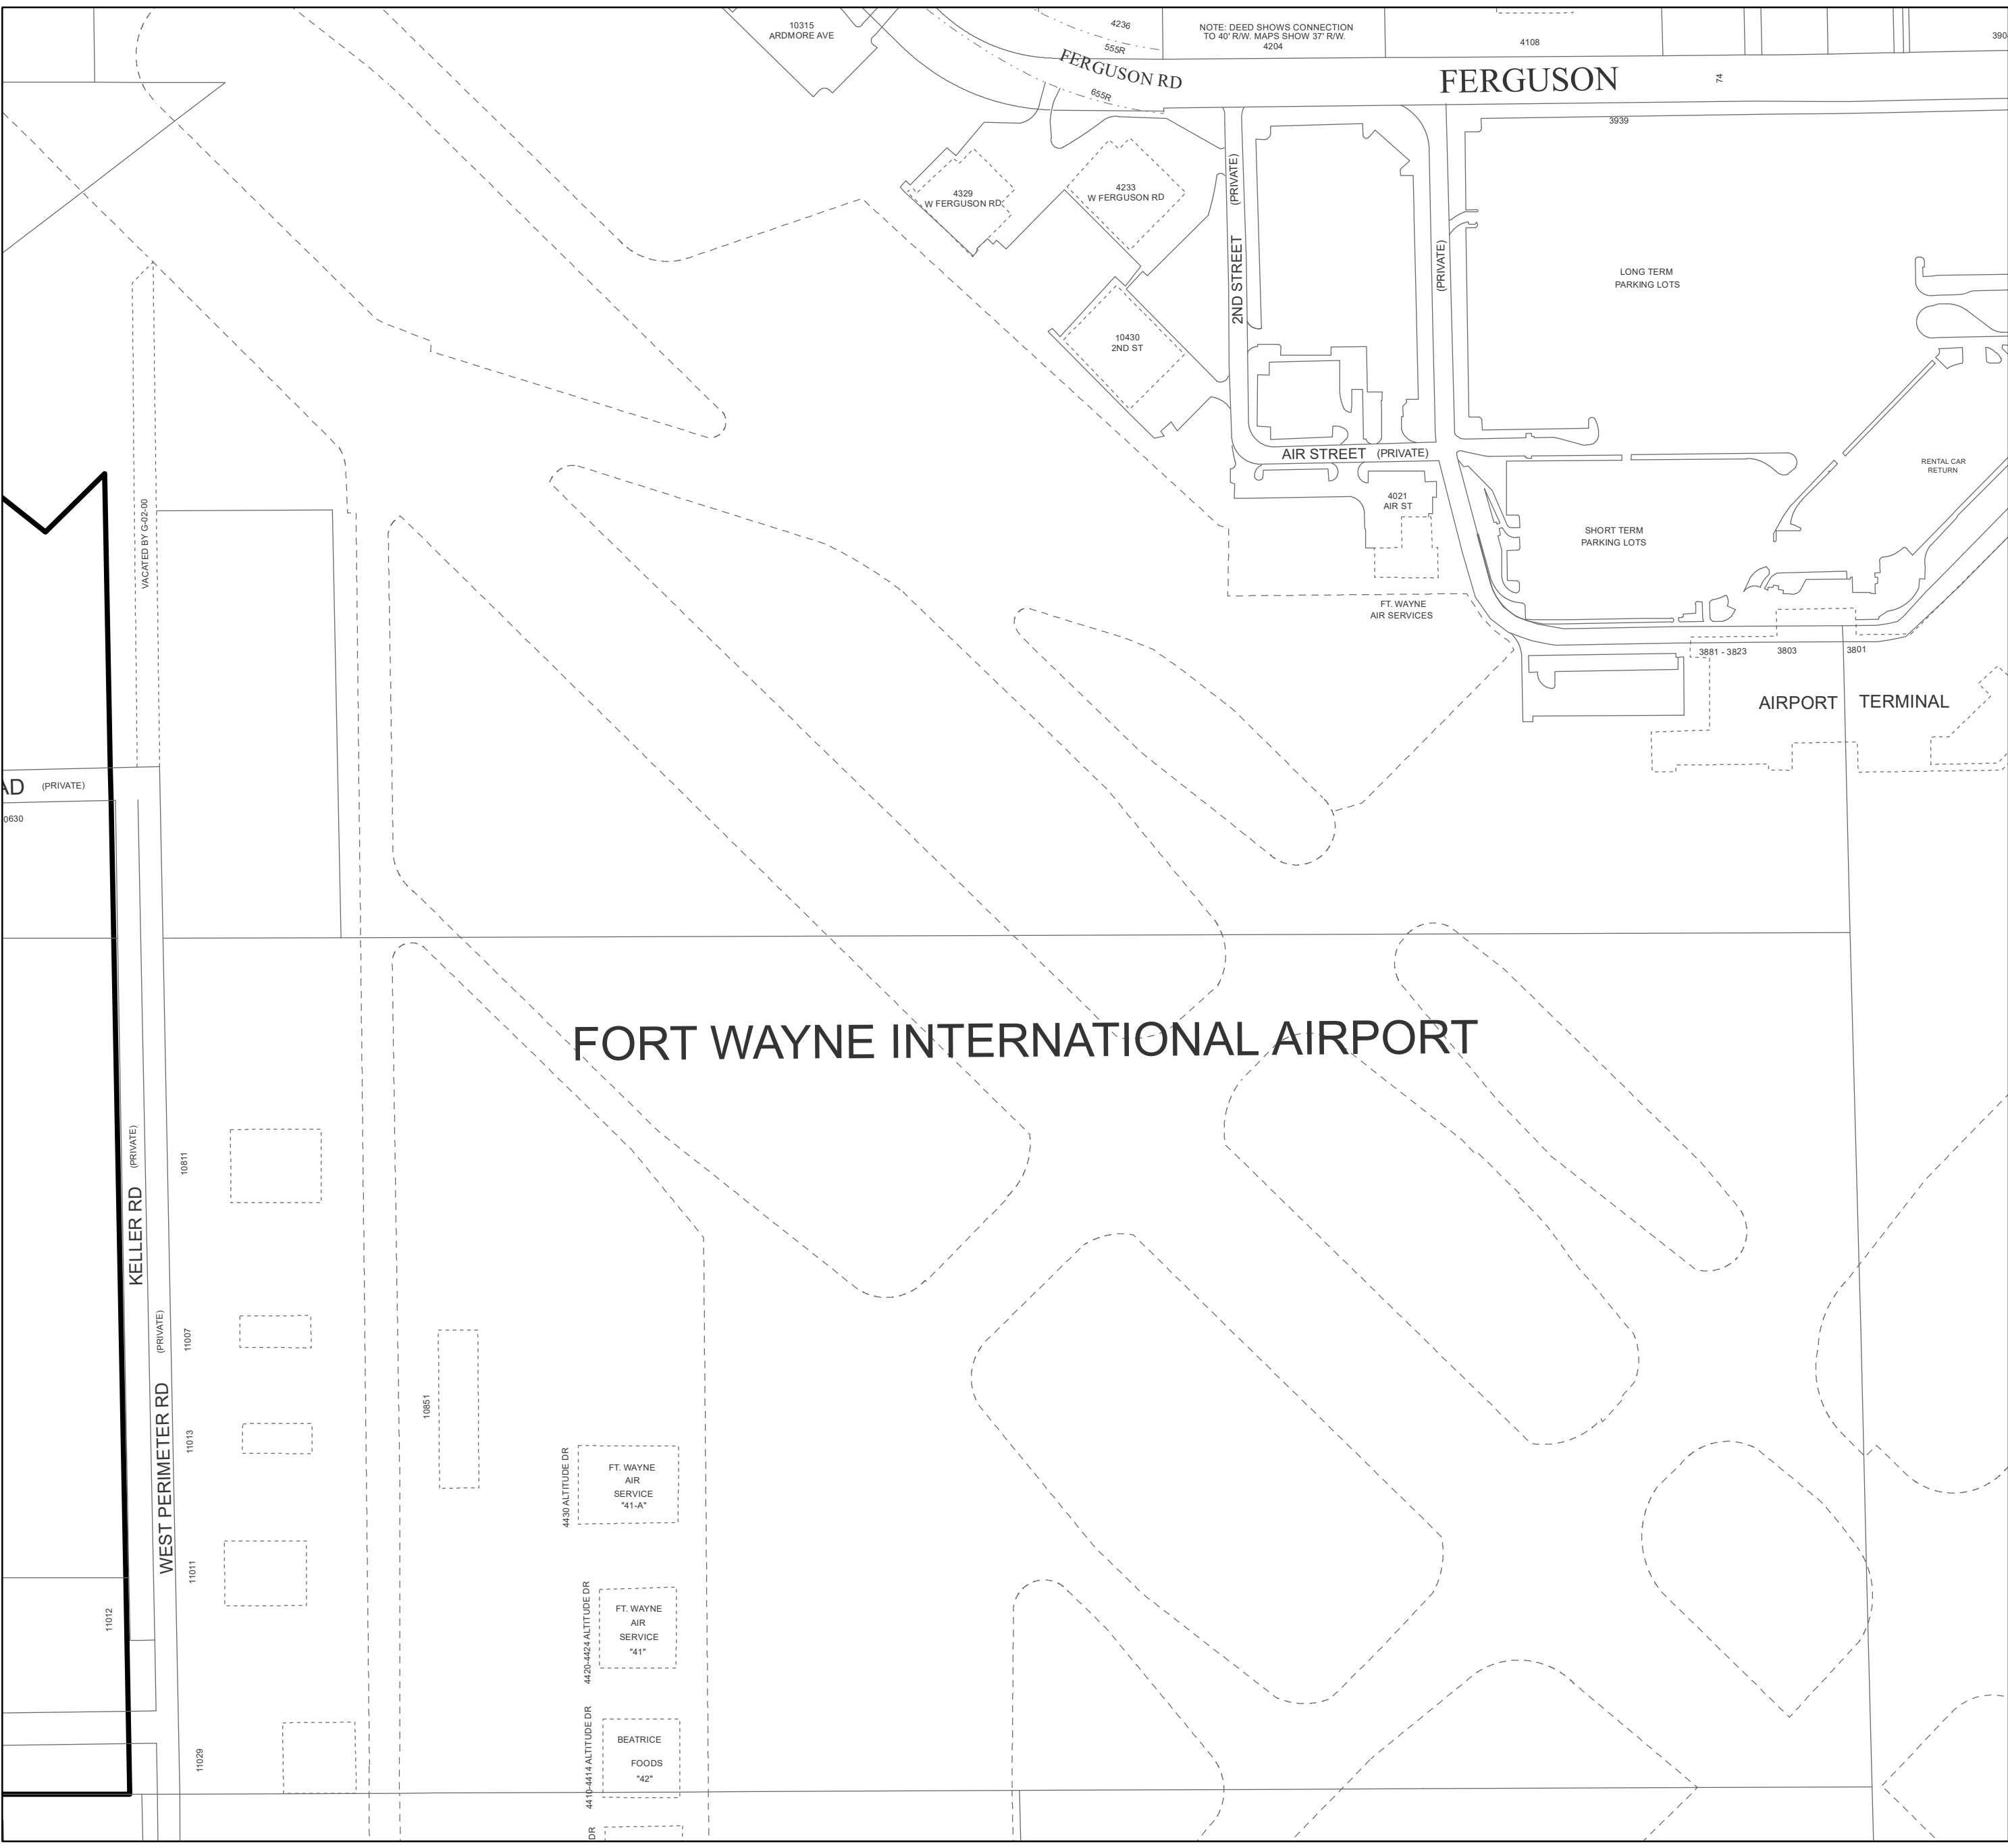 10315
ARDMORE AVE
4236
555R
FERGUSON RD
655R
NOTE: DEED SHOWS CONNECTION
TO 40' R/W. MAPS SHOW 37' R/W.
4204
4108
390
FERGUSON
74
3939
4329
W FERGUSON RD
4233
W FERGUSON RD
10430
2ND ST
2ND STREET
(PRIVATE)
(PRIVATE)
LONG TERM
PARKING LOTS
AIR STREET (PRIVATE)
RENTAL CAR
RETURN
4021
AIR ST
SHORT TERM
PARKING LOTS
FT. WAYNE
AIR SERVICES
3881 - 3823
3803
3801
AIRPORT TERMINAL
VACATED BY G-02-00
AD (PRIVATE)
0630
FORT WAYNE INTERNATIONAL AIRPORT
KELLER RD (PRIVATE)
WEST PERIMETER RD (PRIVATE)
10811
11007
11013
11011
11012
11029
10851
4430 ALTITUDE DR
FT. WAYNE
AIR
SERVICE
"41-A"
4420-4424 ALTITUDE DR
FT. WAYNE
AIR
SERVICE
"41"
4410-4414 ALTITUDE DR
BEATRICE
FOODS
"42"
DR